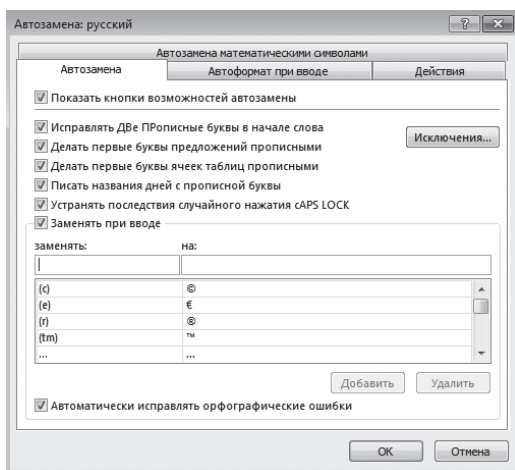 Автозамена: русский
Автозамена математическими символами
Автозамена Автоформат при вводе Действия
Показать кнопки возможностей автозамены
Исправлять ДВе ПРописные буквы в начале слова
Исключения...
Делать первые буквы предложений прописными
Делать первые буквы ячеек таблиц прописными
Писать названия дней с прописной буквы
Устранять последствия случайного нажатия cAPS LOCK
Заменять при вводе
заменять: на:
(c) ©
(e) €
(r) ®
(tm) ™
... ...
Добавить Удалить
Автоматически исправлять орфографические ошибки
ОК Отмена